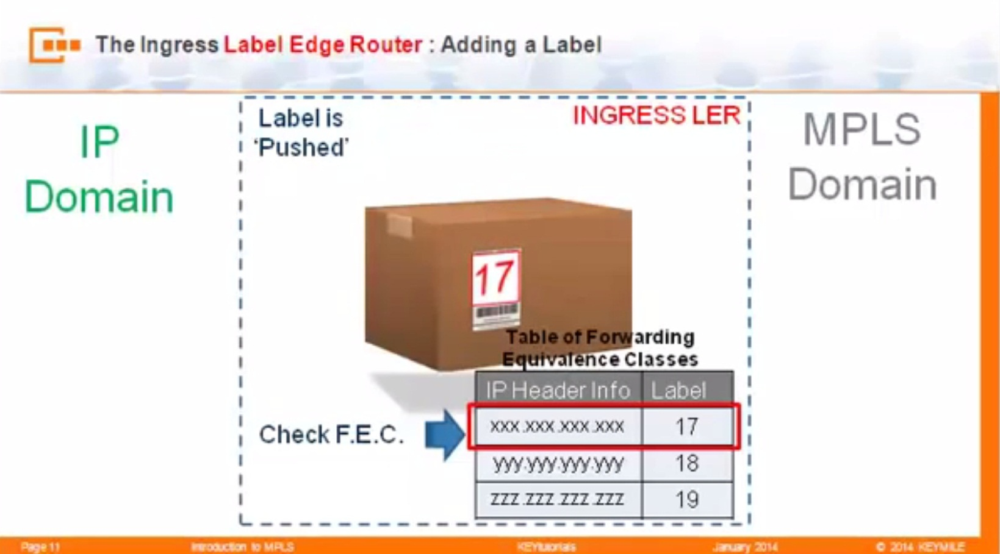 The Ingress Label Edge Router : Adding a Label
IP
Domain
Label is
‘Pushed’
INGRESS LER
MPLS
Domain
17
Table of Forwarding
Equivalence Classes
IP Header Info Label
Check F.E.C.
xxx.xxx.xxx.xxx 17
yyy.yyy.yyy.yyy 18
zzz.zzz.zzz.zzz 19
Page 11 Introduction to MPLS KEYtutorials January 2014 © 2014 KEYMILE